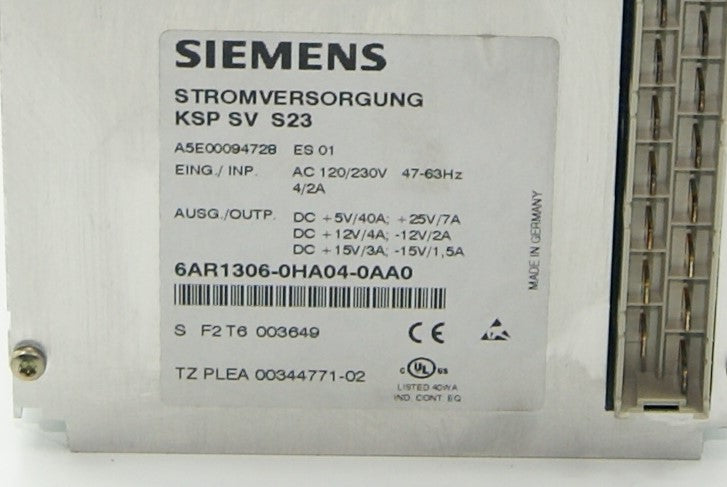 SIEMENS
STROMVERSORGUNG
KSP SV S23
A5E00094728 ES 01
EING./ INP. AC 120/230V 47-63Hz
4/2A
AUSG./OUTP. DC +5V/40A; +25V/7A
DC +12V/4A; -12V/2A
DC +15V/3A; -15V/1,5A
6AR1306-0HA04-0AA0
S F2 T6 003649
CE
TZ PLEA 00344771-02
C UL US
LISTED 40WA
IND. CONT. EQ
MADE IN GERMANY